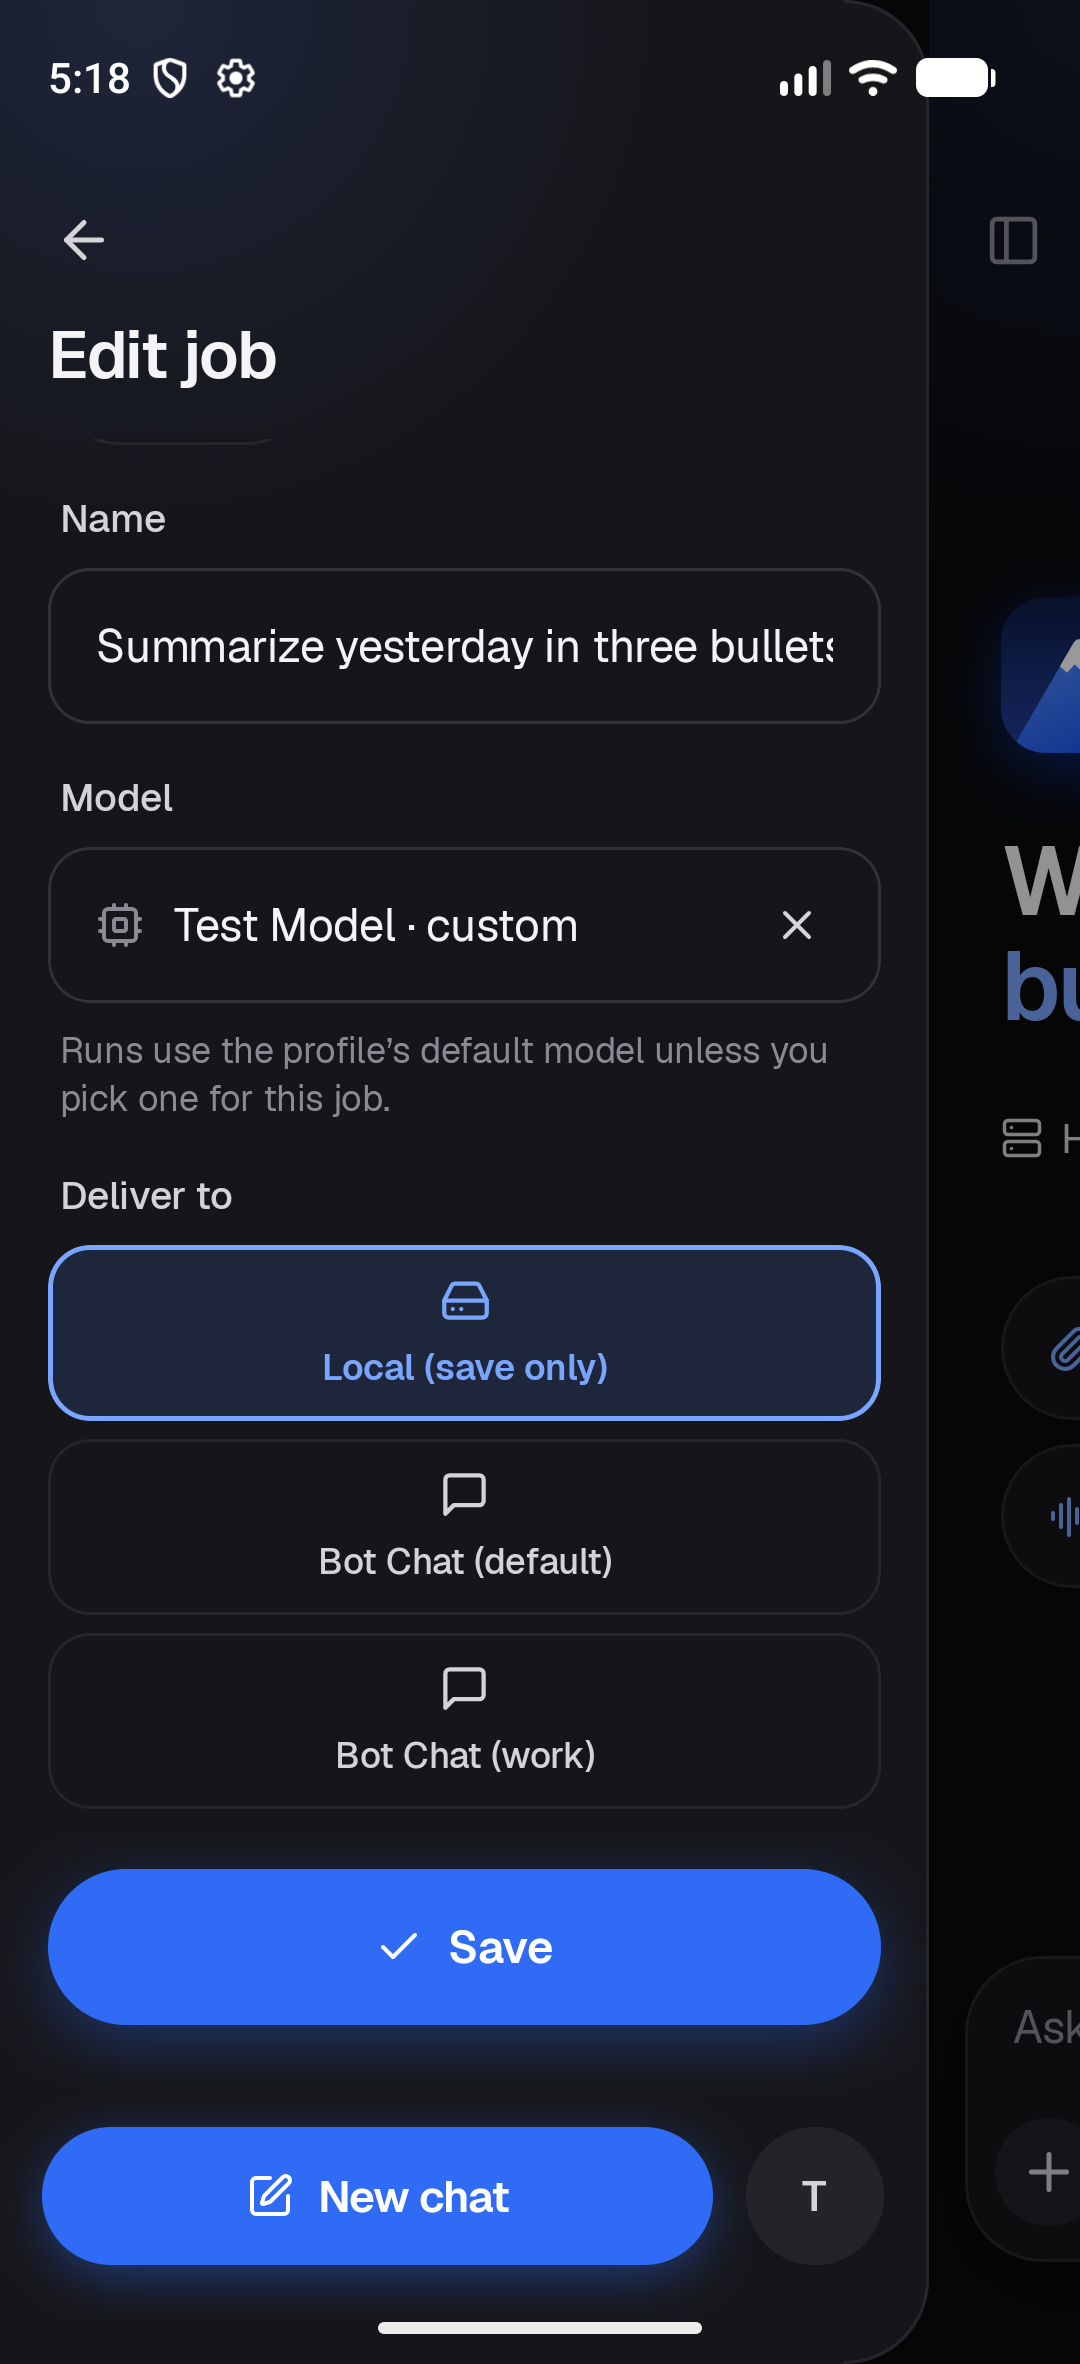 5:18
Edit job
Name
Summarize yesterday in three bullets
Model
Test Model · custom
Runs use the profile’s default model unless you
pick one for this job.
Deliver to
Local (save only)
Bot Chat (default)
Bot Chat (work)
Save
New chat
T
W
bu
H
Ask